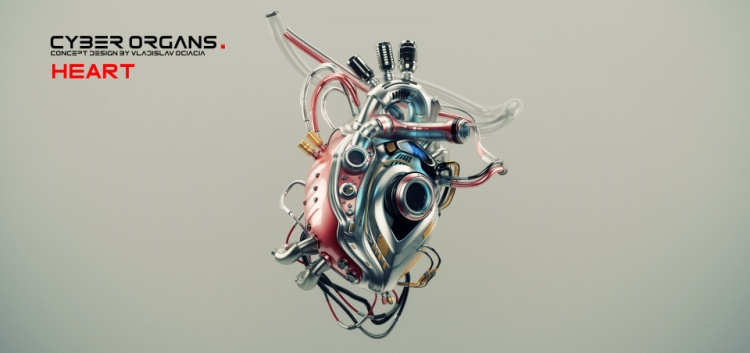 CYBER ORGANS.
CONCEPT DESIGN BY VLADISLAV OCIACIA
HEART